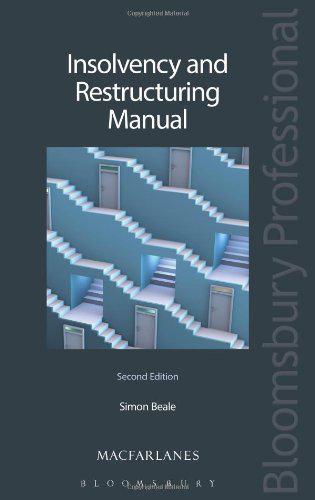 Insolvency and
Restructuring
Manual
Second Edition
Simon Beale
MACFARLANES
BLOOMSBURY
Bloomsbury Professional